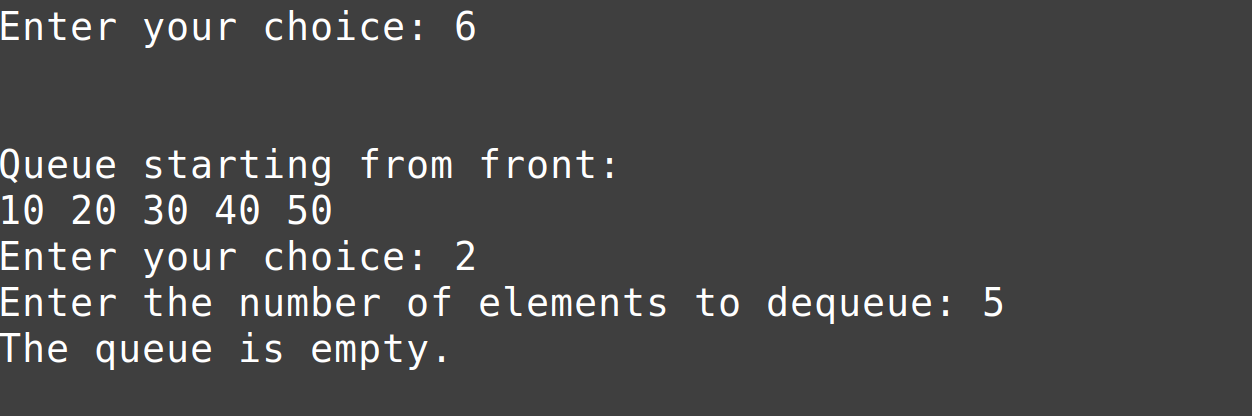 Enter your choice: 6
Queue starting from front:
10 20 30 40 50
Enter your choice: 2
Enter the number of elements to dequeue: 5
The queue is empty.